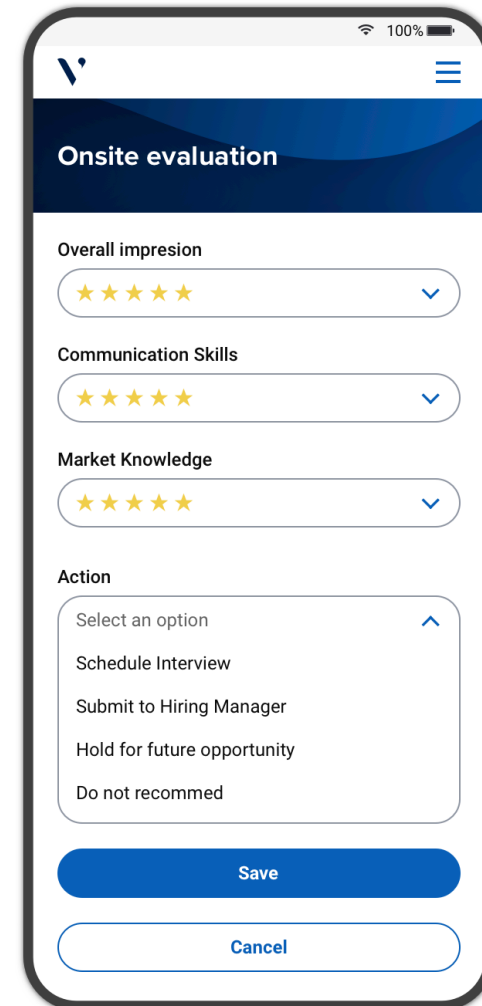 100%
Onsite evaluation
Overall impresion
Communication Skills
Market Knowledge
Action
Select an option
Schedule Interview
Submit to Hiring Manager
Hold for future opportunity
Do not recommed
Save
Cancel